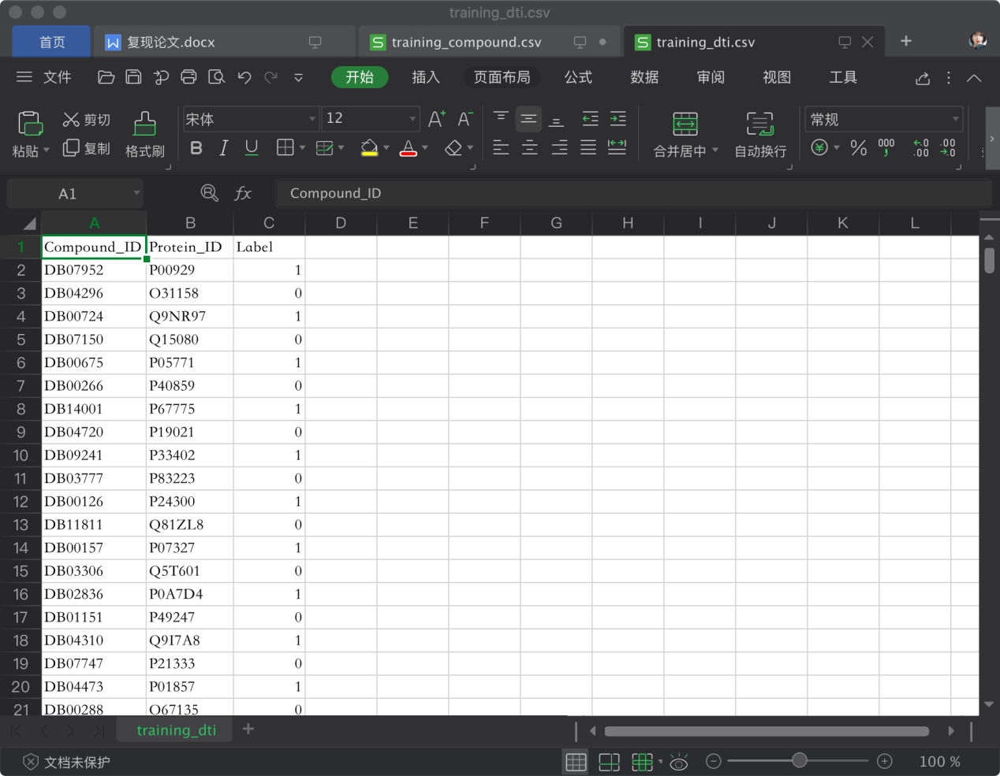 training_dti.csv
首页 复现论文.docx training_compound.csv training_dti.csv
文件 开始 插入 页面布局 公式 数据 审阅 视图 工具
粘贴 剪切 复制 格式刷 宋体 12 A+ A- B I U A 合并居中 自动换行 常规 ¥ % 000 ←.0 .00 .00 →.0
A1 fx Compound_ID
A B C D E F G H I J K L
1 Compound_ID Protein_ID Label
2 DB07952 P00929 1
3 DB04296 O31158 0
4 DB00724 Q9NR97 1
5 DB07150 Q15080 0
6 DB00675 P05771 1
7 DB00266 P40859 0
8 DB14001 P67775 1
9 DB04720 P19021 0
10 DB09241 P33402 1
11 DB03777 P83223 0
12 DB00126 P24300 1
13 DB11811 Q81ZL8 0
14 DB00157 P07327 1
15 DB03306 Q5T601 0
16 DB02836 P0A7D4 1
17 DB01151 P49247 0
18 DB04310 Q9I7A8 1
19 DB07747 P21333 0
20 DB04473 P01857 1
21 DB00288 O67135 0
training_dti
文档未保护 100 %